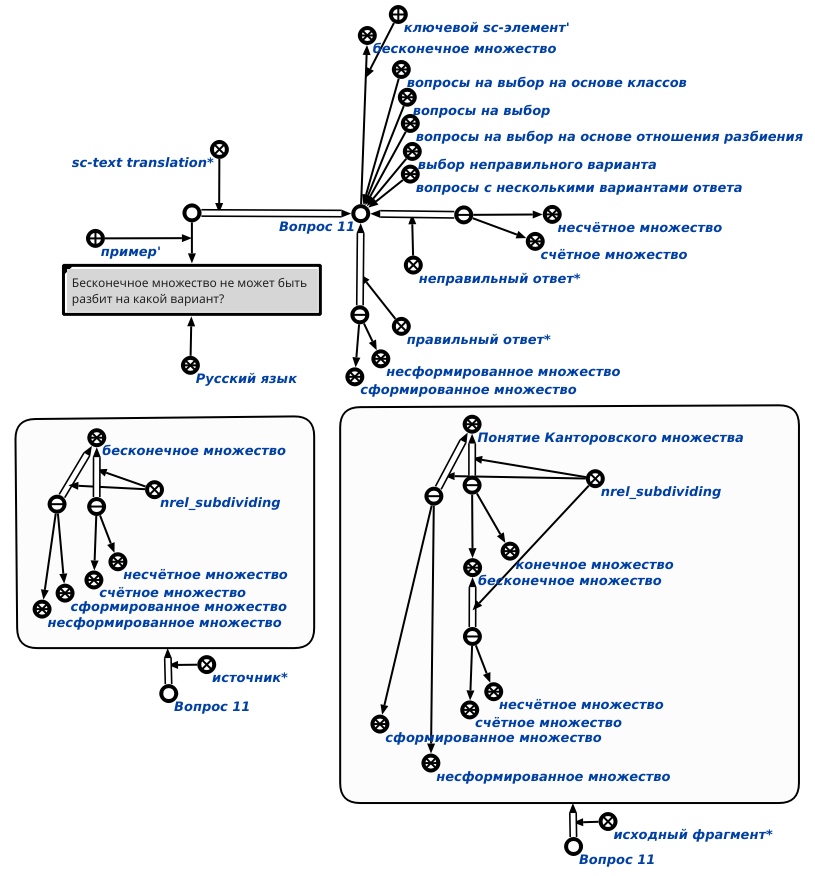 ключевой sc-элемент'
бесконечное множество
вопросы на выбор на основе классов
вопросы на выбор
вопросы на выбор на основе отношения разбиения
выбор неправильного варианта
вопросы с несколькими вариантами ответа
sc-text translation*
Вопрос 11
несчётное множество
счётное множество
пример'
неправильный ответ*
Бесконечное множество не может быть
разбит на какой вариант?
правильный ответ*
Русский язык
несформированное множество
сформированное множество
бесконечное множество
nrel_subdividing
несчётное множество
счётное множество
сформированное множество
несформированное множество
источник*
Вопрос 11
Понятие Канторовского множества
nrel_subdividing
конечное множество
бесконечное множество
несчётное множество
счётное множество
сформированное множество
несформированное множество
исходный фрагмент*
Вопрос 11